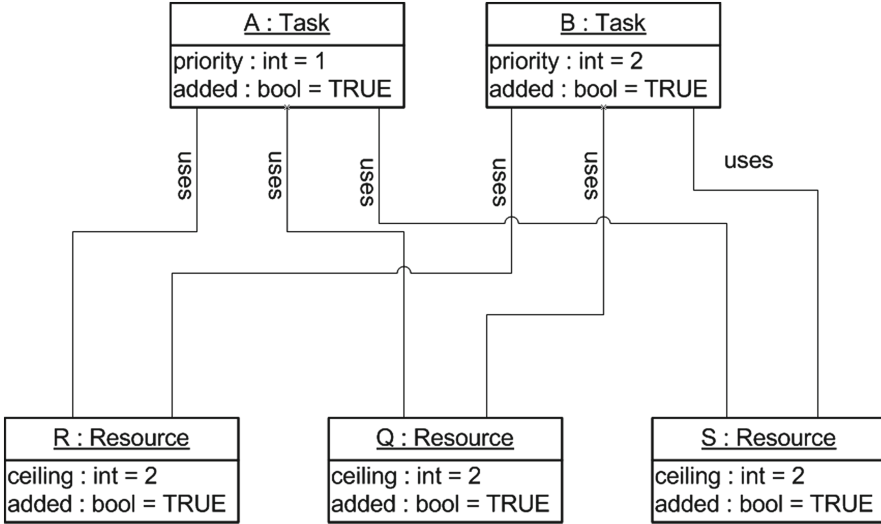 A : Task
priority : int = 1
added : bool = TRUE
B : Task
priority : int = 2
added : bool = TRUE
uses
uses
uses
uses
uses
uses
R : Resource
ceiling : int = 2
added : bool = TRUE
Q : Resource
ceiling : int = 2
added : bool = TRUE
S : Resource
ceiling : int = 2
added : bool = TRUE